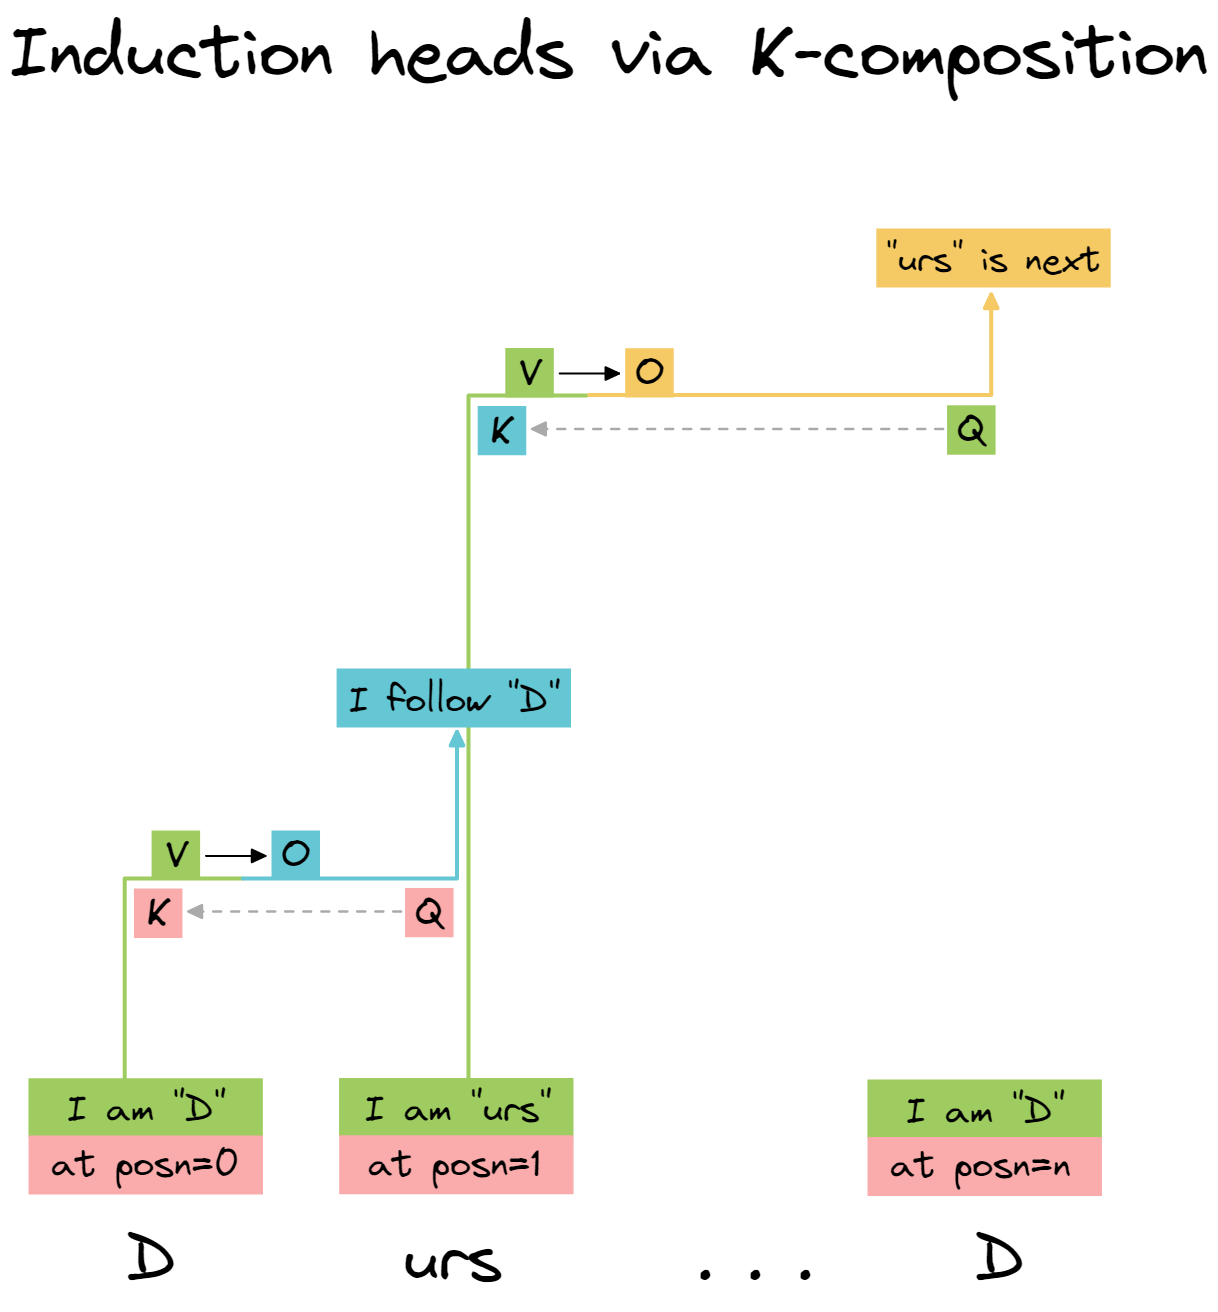 Induction heads via K-composition
"urs" is next
V
O
K
Q
I follow "D"
V
O
K
Q
I am "D"
at posn=0
I am "urs"
at posn=1
I am "D"
at posn=n
D
urs
...
D